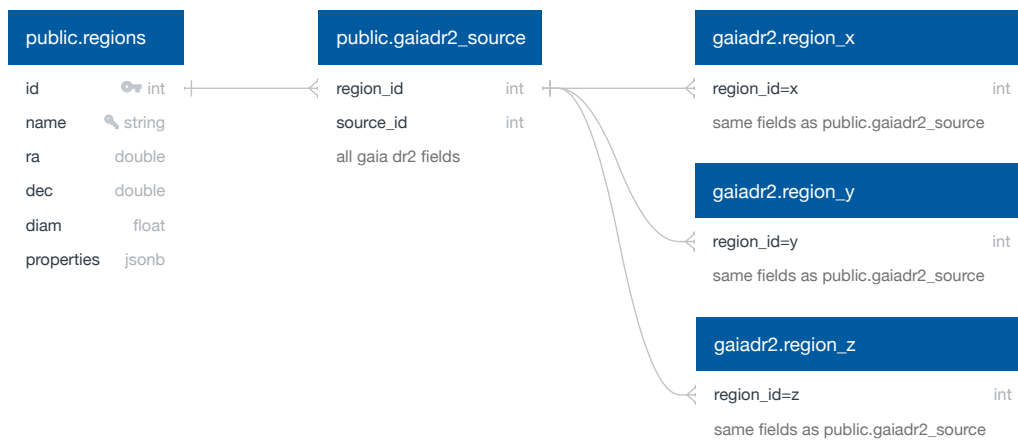 public.regions
id int
name string
ra double
dec double
diam float
properties jsonb
public.gaiadr2_source
region_id int
source_id int
all gaia dr2 fields
gaiadr2.region_x
region_id=x int
same fields as public.gaiadr2_source
gaiadr2.region_y
region_id=y int
same fields as public.gaiadr2_source
gaiadr2.region_z
region_id=z int
same fields as public.gaiadr2_source